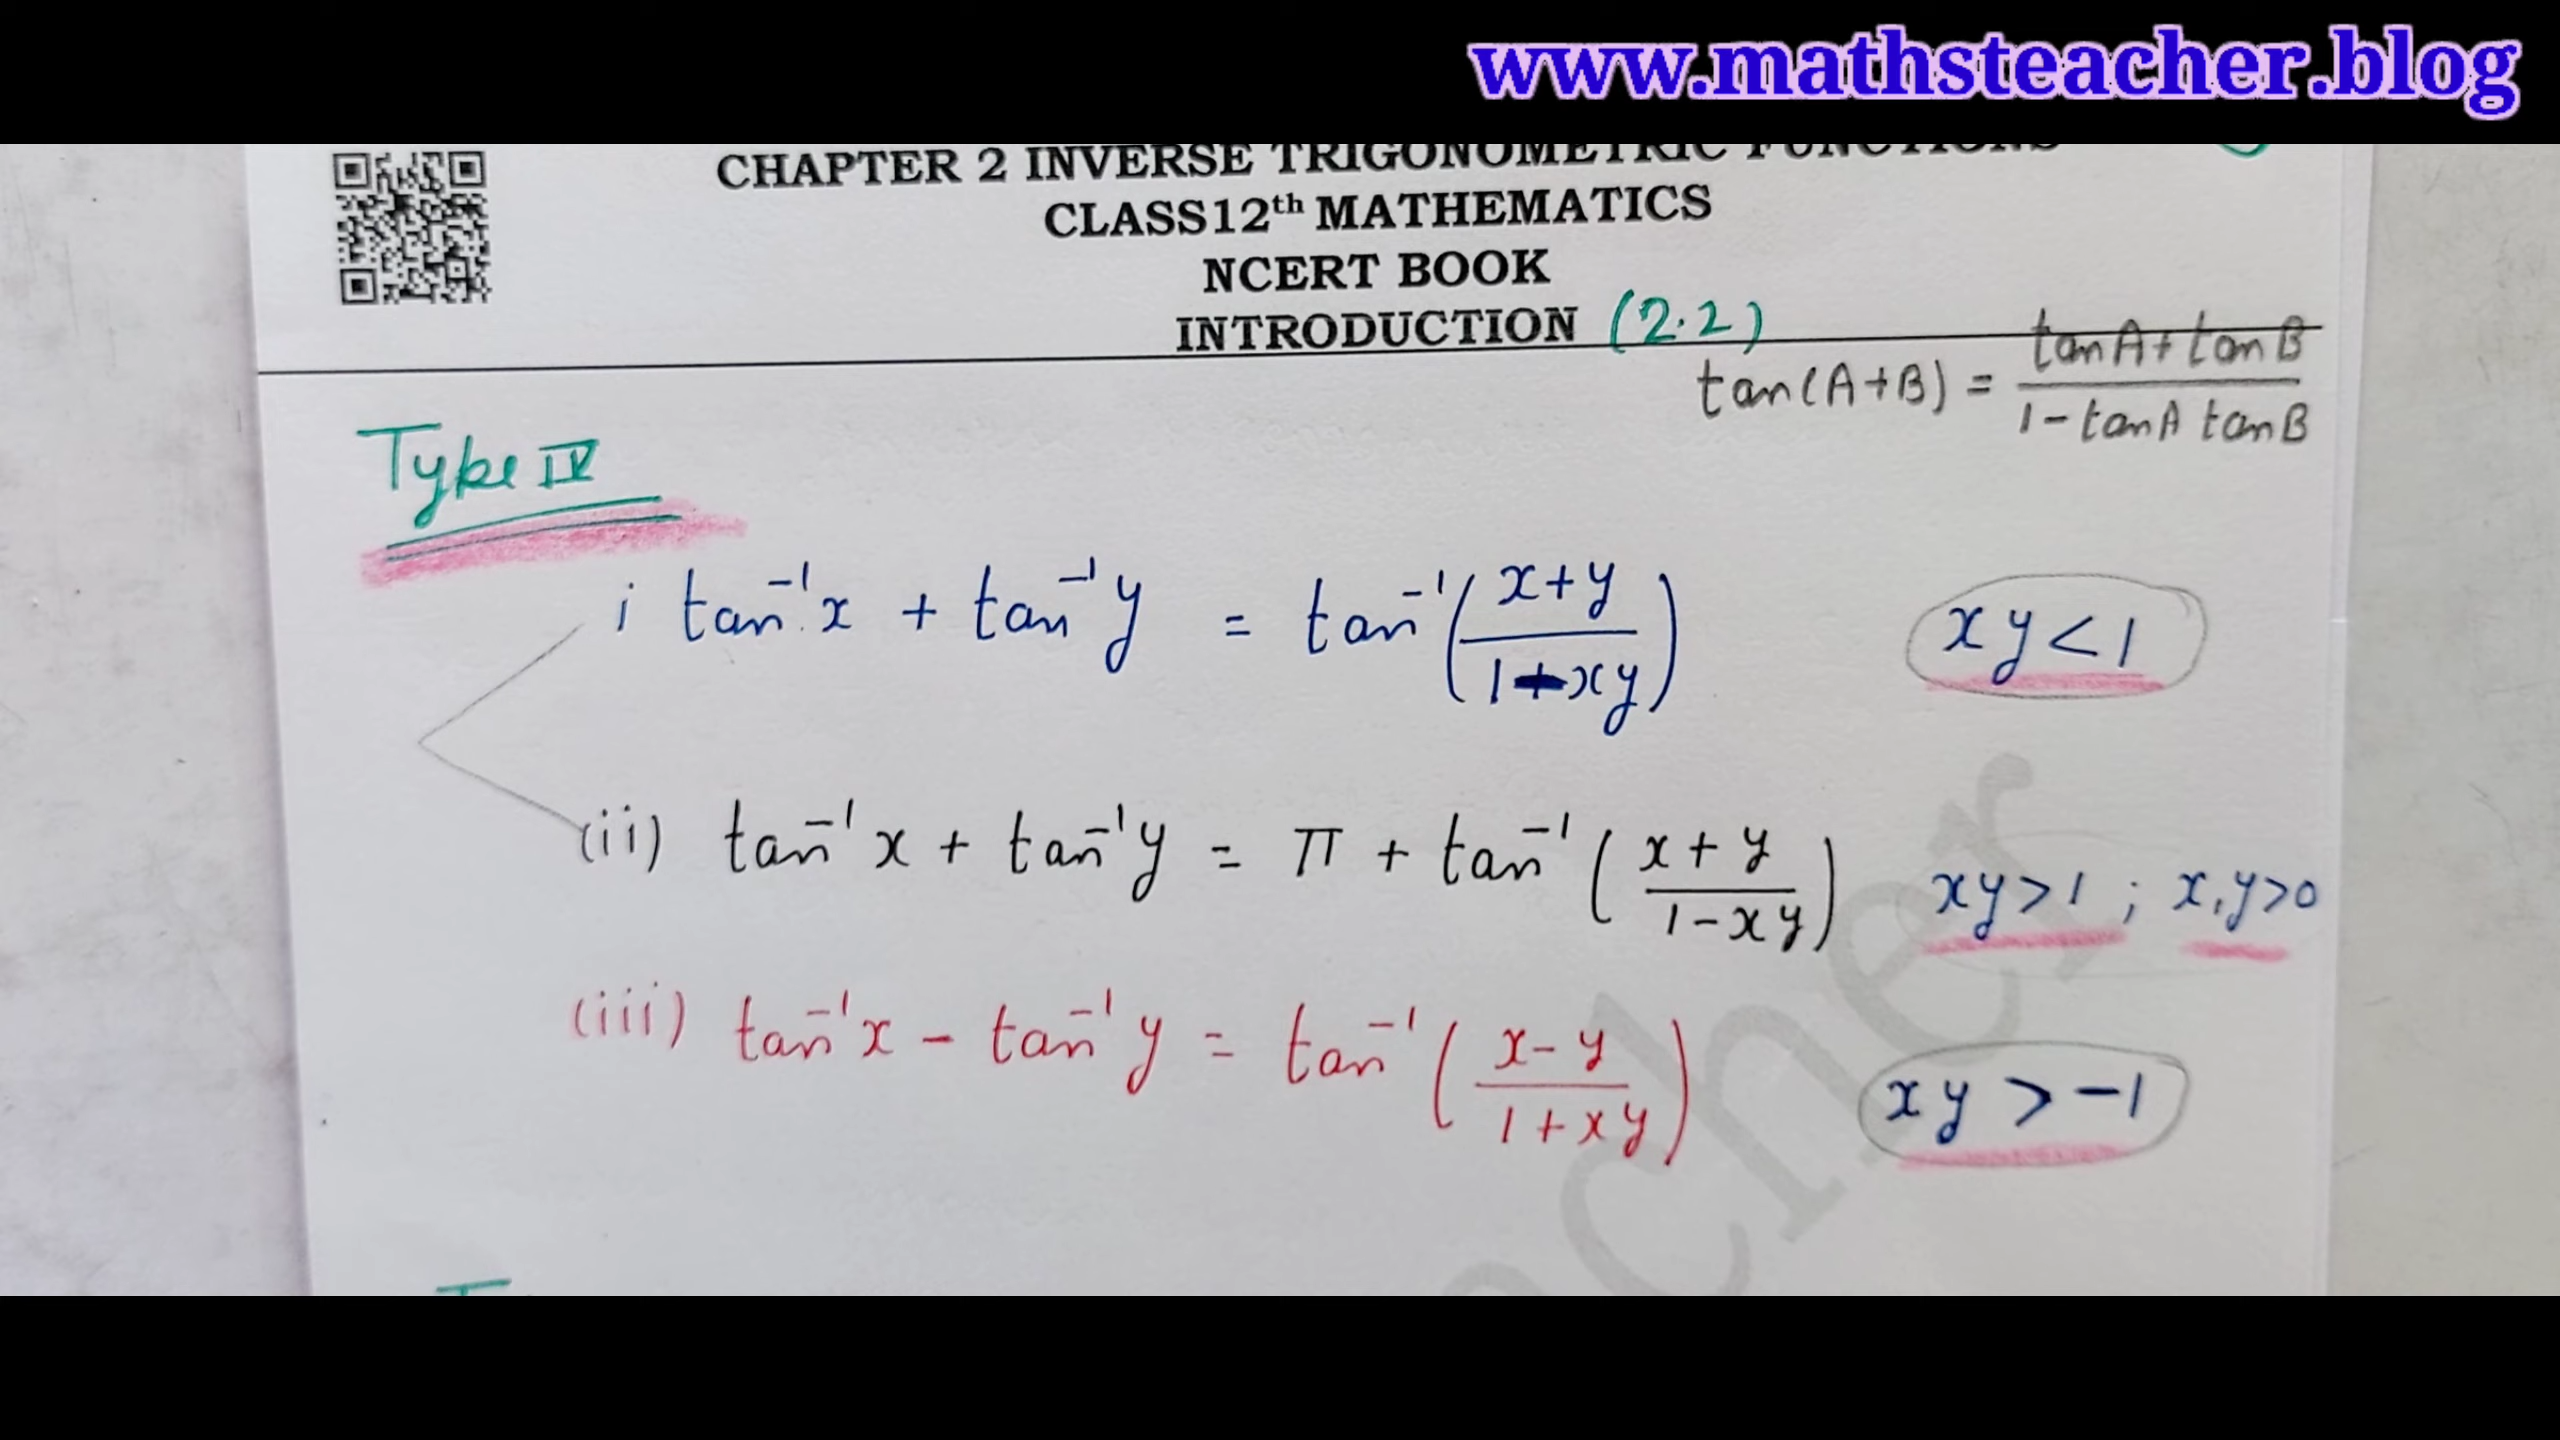 www.mathsteacher.blog
CHAPTER 2 INVERSE TRIGONOMETRIC FUNCTIONS
CLASS12th MATHEMATICS
NCERT BOOK
INTRODUCTION (2.2)
tan(A+B) = (tanA + tanB)/(1 - tanA tanB)
Type IV
i tan⁻¹x + tan⁻¹y = tan⁻¹((x+y)/(1-xy)) xy < 1
(ii) tan⁻¹x + tan⁻¹y = π + tan⁻¹((x+y)/(1-xy)) xy > 1 ; x,y>0
(iii) tan⁻¹x - tan⁻¹y = tan⁻¹((x-y)/(1+xy)) xy > -1